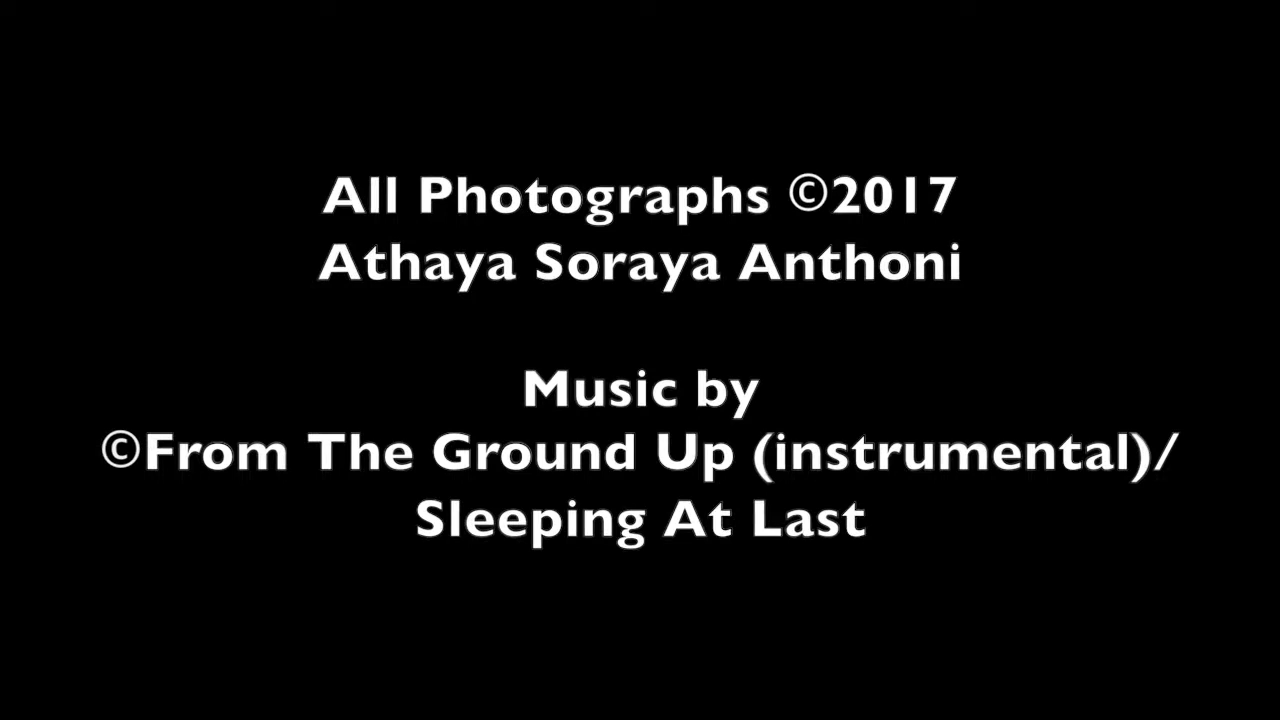 All Photographs ©2017
Athaya Soraya Anthoni
Music by
©From The Ground Up (instrumental)/
Sleeping At Last